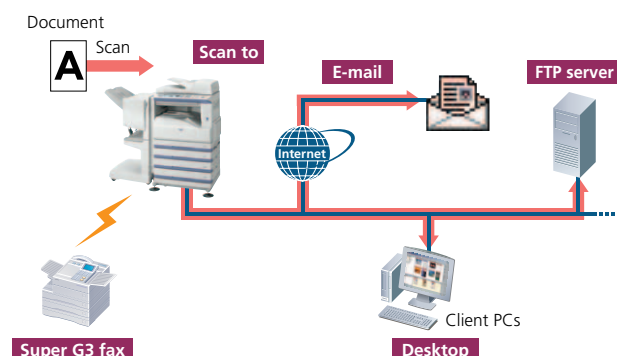 Document
A
Scan
Scan to
E-mail
FTP server
Internet
Client PCs
Super G3 fax
Desktop